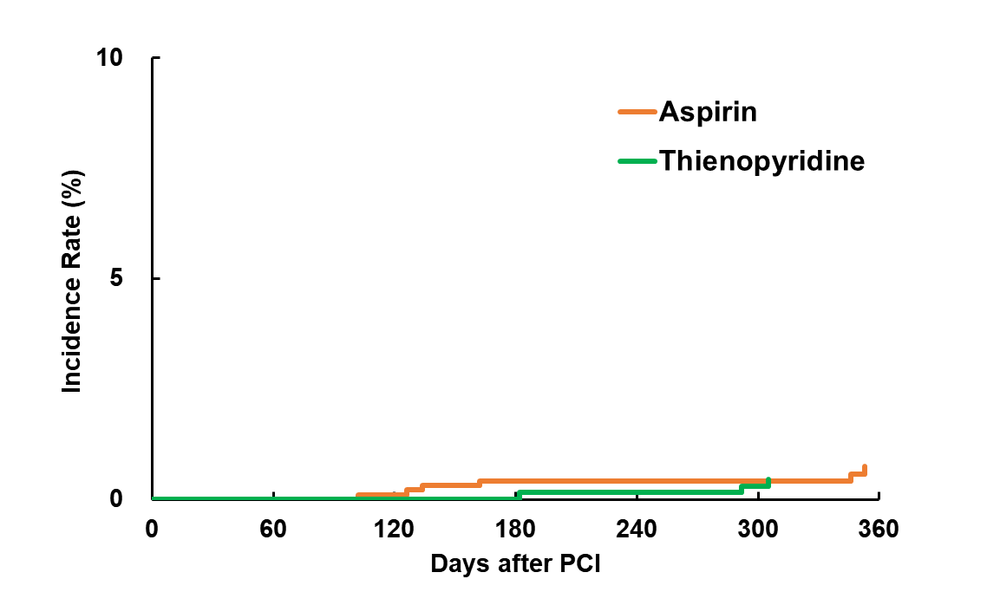 10
Aspirin
Thienopyridine
Incidence Rate (%)
5
0
0 60 120 180 240 300 360
Days after PCI